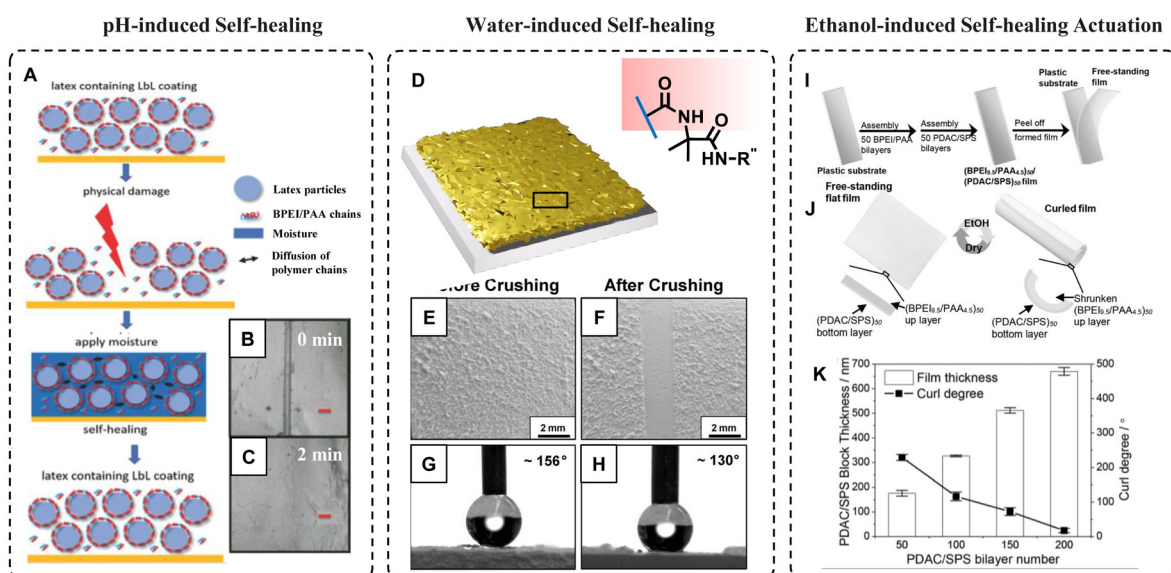 pH-induced Self-healing
A
latex containing LbL coating
physical damage
Latex particles
BPEI/PAA chains
Moisture
Diffusion of
polymer chains
apply moisture
self-healing
latex containing LbL coating
B
0 min
C
2 min
Water-induced Self-healing
D
O
NH
O
HN-R"
Crushing
After Crushing
E
2 mm
F
2 mm
G
~ 156°
H
~ 130°
Ethanol-induced Self-healing Actuation
I
Plastic substrate
Assembly
50 BPEI/PAA
bilayers
Assembly
50 PDAC/SPS
bilayers
(BPEI9.5/PAA4.5)50/
(PDAC/SPS)50 film
Peel off
formed film
Plastic
substrate
Free-standing
film
J
Free-standing
flat film
(PDAC/SPS)50
bottom layer
(BPEI9.5/PAA4.5)50
up layer
EtOH
Dry
Curled film
(PDAC/SPS)50
bottom layer
Shrunken
(BPEI9.5/PAA4.5)50
up layer
K
Film thickness
Curl degree
PDAC/SPS Block Thickness / nm
700
600
500
400
300
200
100
0
Curl degree / °
500
400
300
200
100
0
50 100 150 200
PDAC/SPS bilayer number